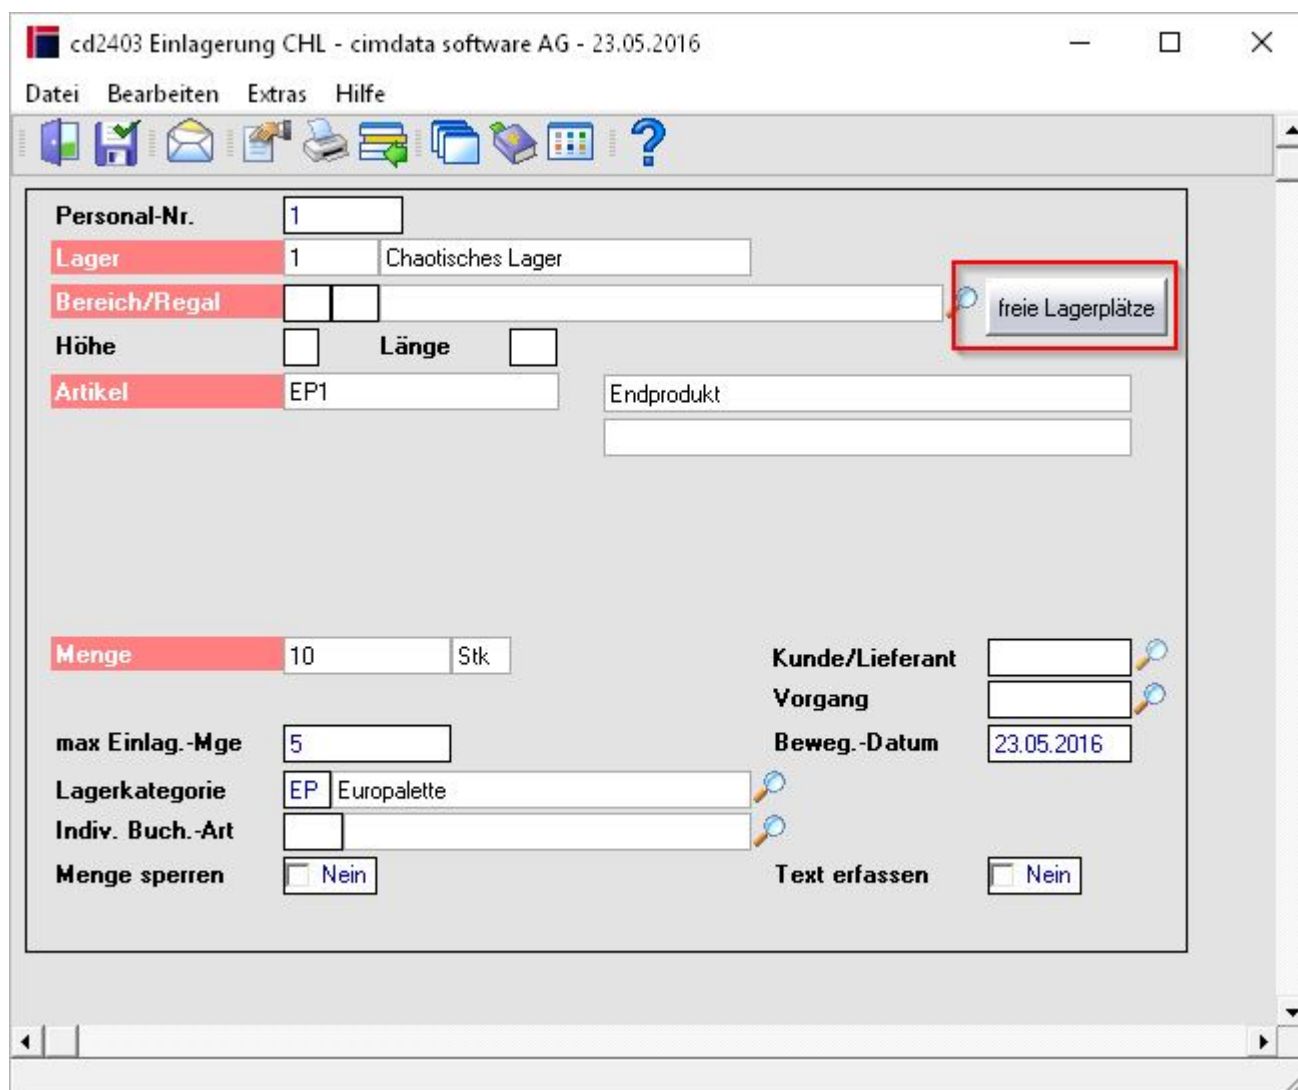 cd2403 Einlagerung CHL - cimdata software AG - 23.05.2016
Datei Bearbeiten Extras Hilfe
Personal-Nr. 1
Lager 1 Chaotisches Lager
Bereich/Regal freie Lagerplätze
Höhe Länge
Artikel EP1 Endprodukt
Menge 10 Stk Kunde/Lieferant
Vorgang
max Einlag.-Mge 5 Beweg.-Datum 23.05.2016
Lagerkategorie EP Europalette
Indiv. Buch.-Art
Menge sperren Nein Text erfassen Nein